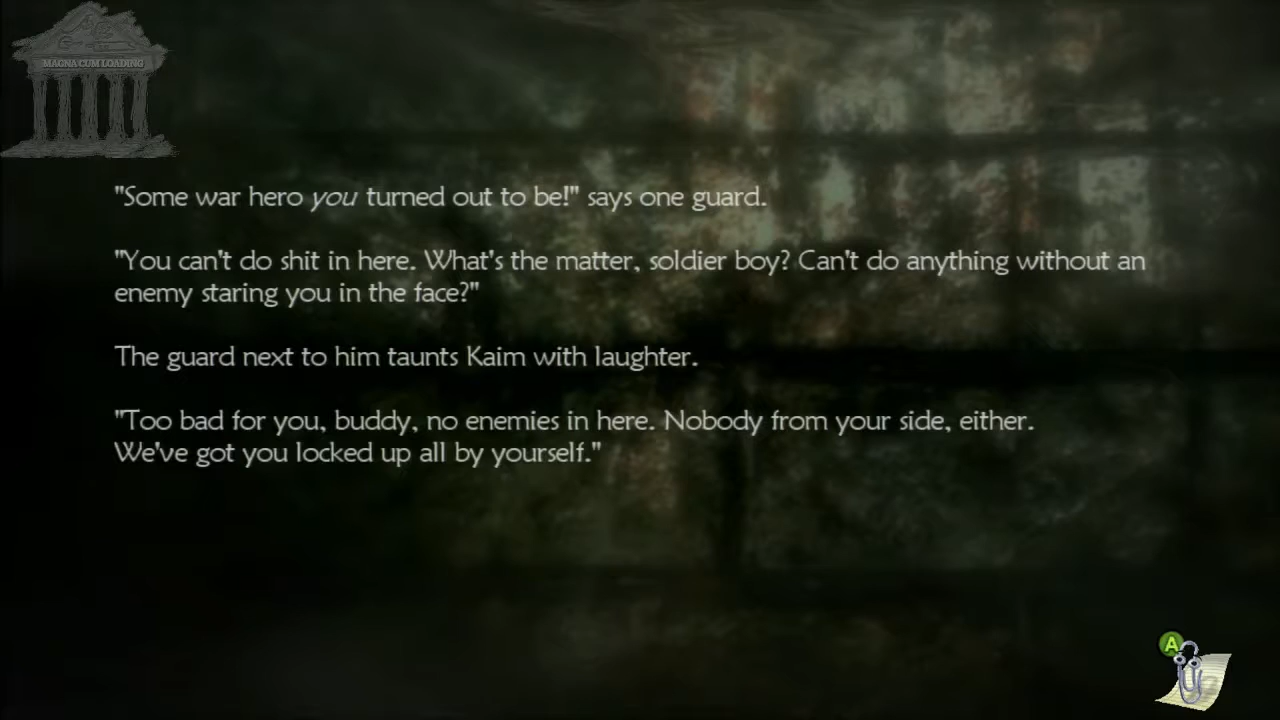 MAGNA CUM LOADING
"Some war hero you turned out to be!" says one guard.
"You can't do shit in here. What's the matter, soldier boy? Can't do anything without an
enemy staring you in the face?"
The guard next to him taunts Kaim with laughter.
"Too bad for you, buddy, no enemies in here. Nobody from your side, either.
We've got you locked up all by yourself."
A